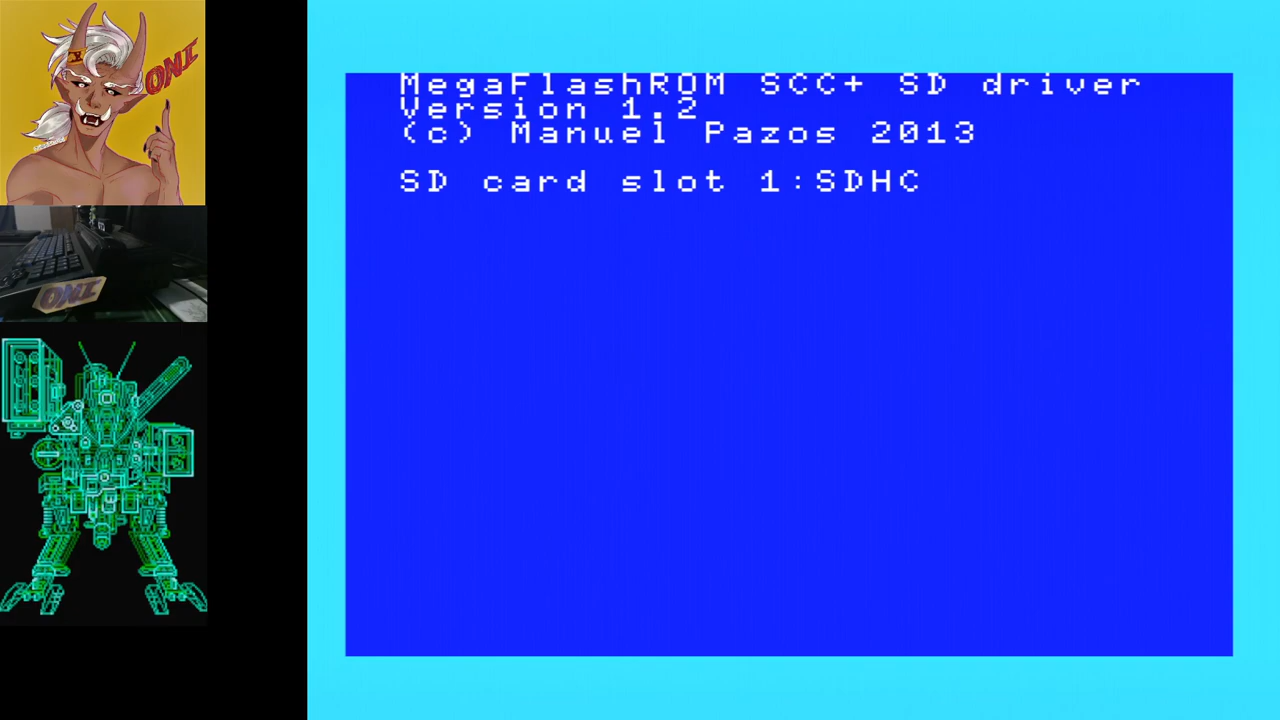 ONI
ONI
MegaFlashROM SCC+ SD driver
Version 1.2
(c) Manuel Pazos 2013
SD card slot 1:SDHC